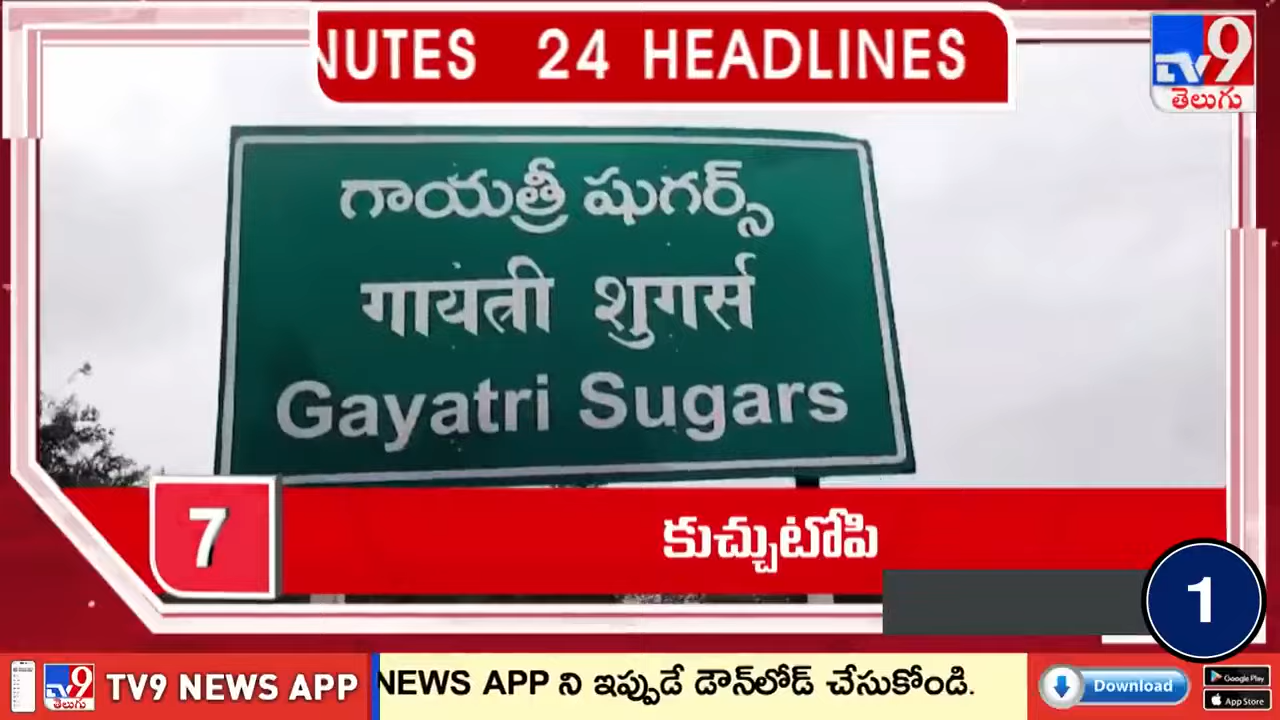 NUTES 24 HEADLINES
TV9
తెలుగు
గాయత్రీ షుగర్స్
गायंत्री शुगर्स
Gayatri Sugars
7
కుచ్చుటోపి
1
TV9
తెలుగు
TV9 NEWS APP
NEWS APP ని ఇప్పుడే డౌన్‌లోడ్ చేసుకోండి.
Download
Google Play
App Store